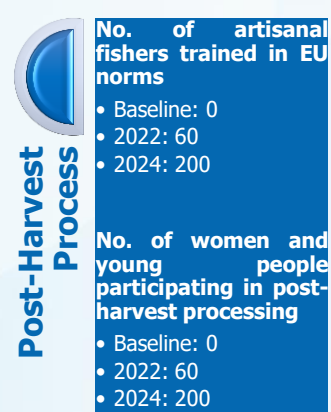 Post-Harvest
Process
No. of artisanal
fishers trained in EU
norms
• Baseline: 0
• 2022: 60
• 2024: 200
No. of women and
young people
participating in post-
harvest processing
• Baseline: 0
• 2022: 60
• 2024: 200